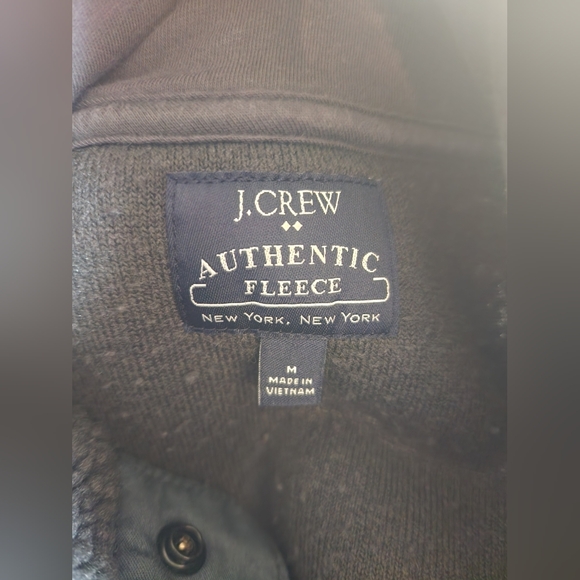 J.CREW
AUTHENTIC
FLEECE
NEW YORK, NEW YORK
M
MADE IN
VIETNAM